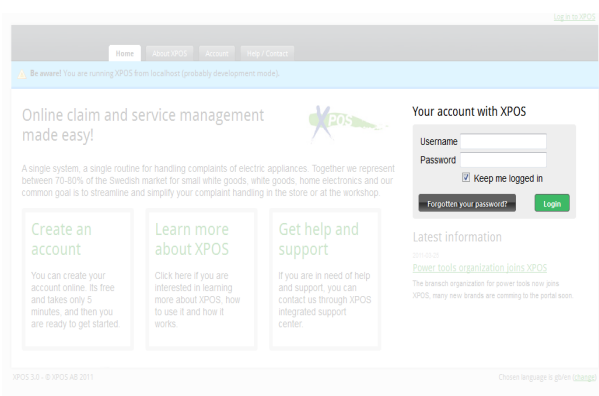 Log in to XPOS
Home About XPOS Account Help / Contact
Be aware! You are running XPOS from localhost (probably development mode).
Online claim and service management
made easy!
XPOS
A single system, a single routine for handling complaints of electric appliances. Together we represent
between 70-80% of the Swedish market for small white goods, white goods, home electronics and our
common goal is to streamline and simplify your complaint handling in the store or at the workshop.
Create an
account
You can create your
account online. Its free
and takes only 5
minutes, and then you
are ready to get started.
Learn more
about XPOS
Click here if you are
interested in learning
more about XPOS, how
to use it and how it
works.
Get help and
support
If you are in need of help
and support, you can
contact us through XPOS
integrated support
center.
Your account with XPOS
Username
Password
Keep me logged in
Forgotten your password? Login
Latest information
Power tools organization joins XPOS
The bransch organization for power tools now joins
XPOS, many new brands are comming to the portal soon.
XPOS 3.0 - © XPOS AB 2011
Chosen language is gbfish (change)